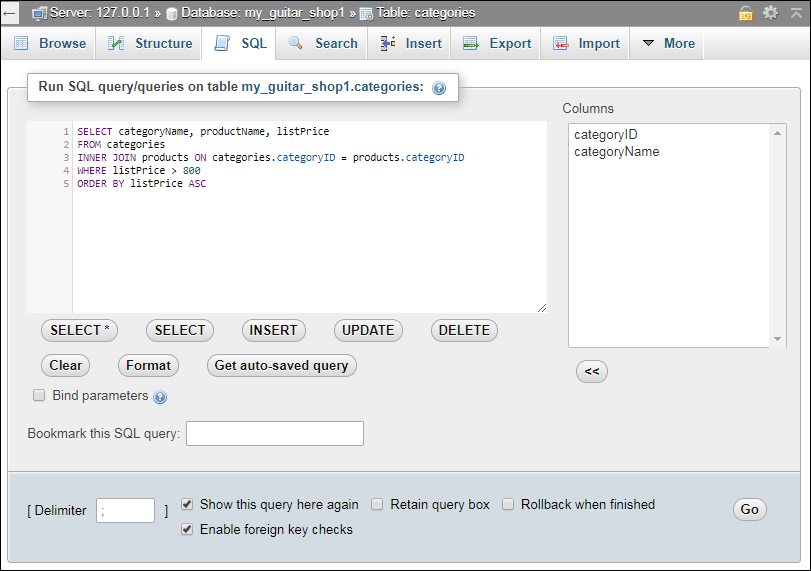 Server: 127.0.0.1 » Database: my_guitar_shop1 » Table: categories
Browse Structure SQL Search Insert Export Import More
Run SQL query/queries on table my_guitar_shop1.categories:
Columns
1 SELECT categoryName, productName, listPrice
2 FROM categories
3 INNER JOIN products ON categories.categoryID = products.categoryID
4 WHERE listPrice > 800
5 ORDER BY listPrice ASC
categoryID
categoryName
SELECT * SELECT INSERT UPDATE DELETE
Clear Format Get auto-saved query
<<
Bind parameters
Bookmark this SQL query:
[ Delimiter ; ] Show this query here again Retain query box Rollback when finished Go
Enable foreign key checks